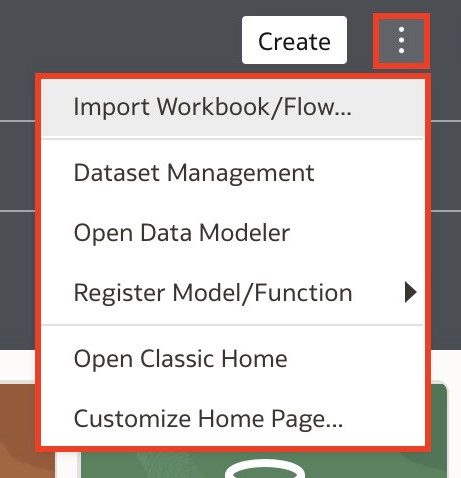 Create
Import Workbook/Flow...
Dataset Management
Open Data Modeler
Register Model/Function
Open Classic Home
Customize Home Page...